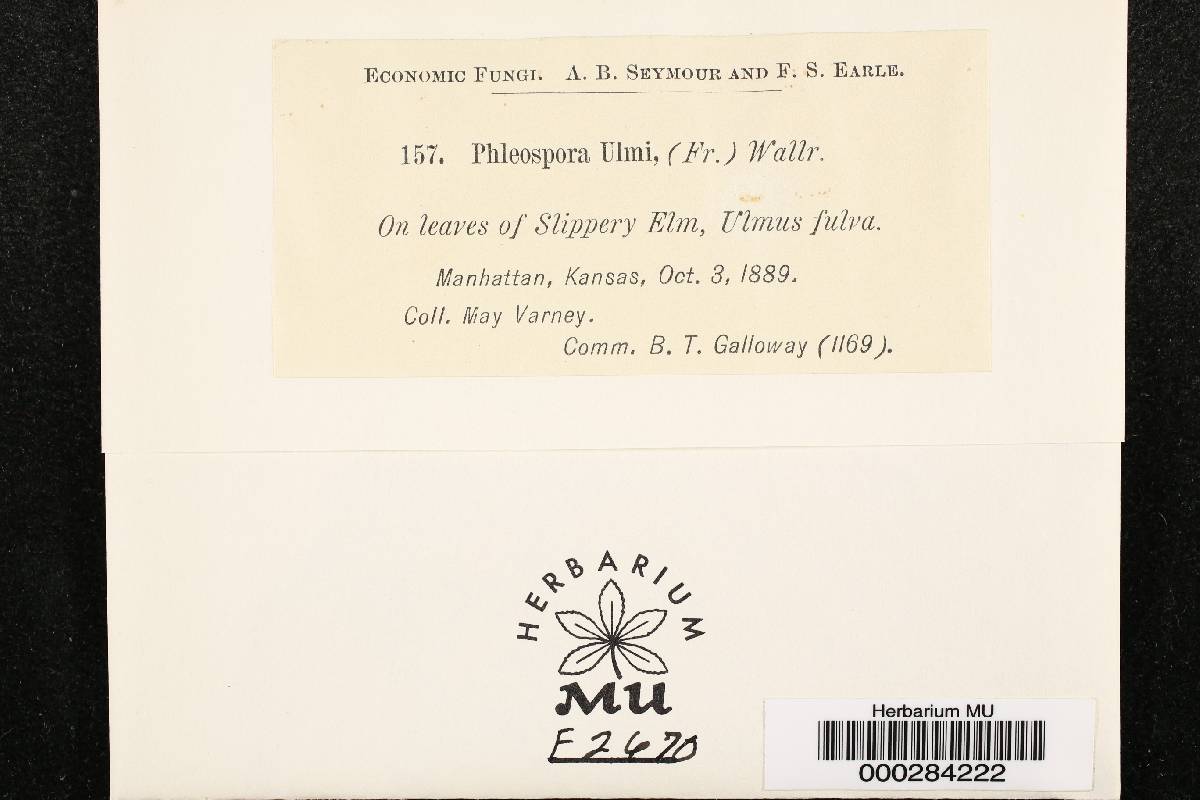 Economic Fungi. A. B. Seymour and F. S. Earle.
157. Phleospora Ulmi, (Fr.) Wallr.
On leaves of Slippery Elm, Ulmus fulva.
Manhattan, Kansas, Oct. 3, 1889.
Coll. May Varney.
Comm. B. T. Galloway (1169).
HERBARIUM
MU
F2670
Herbarium MU
000284222